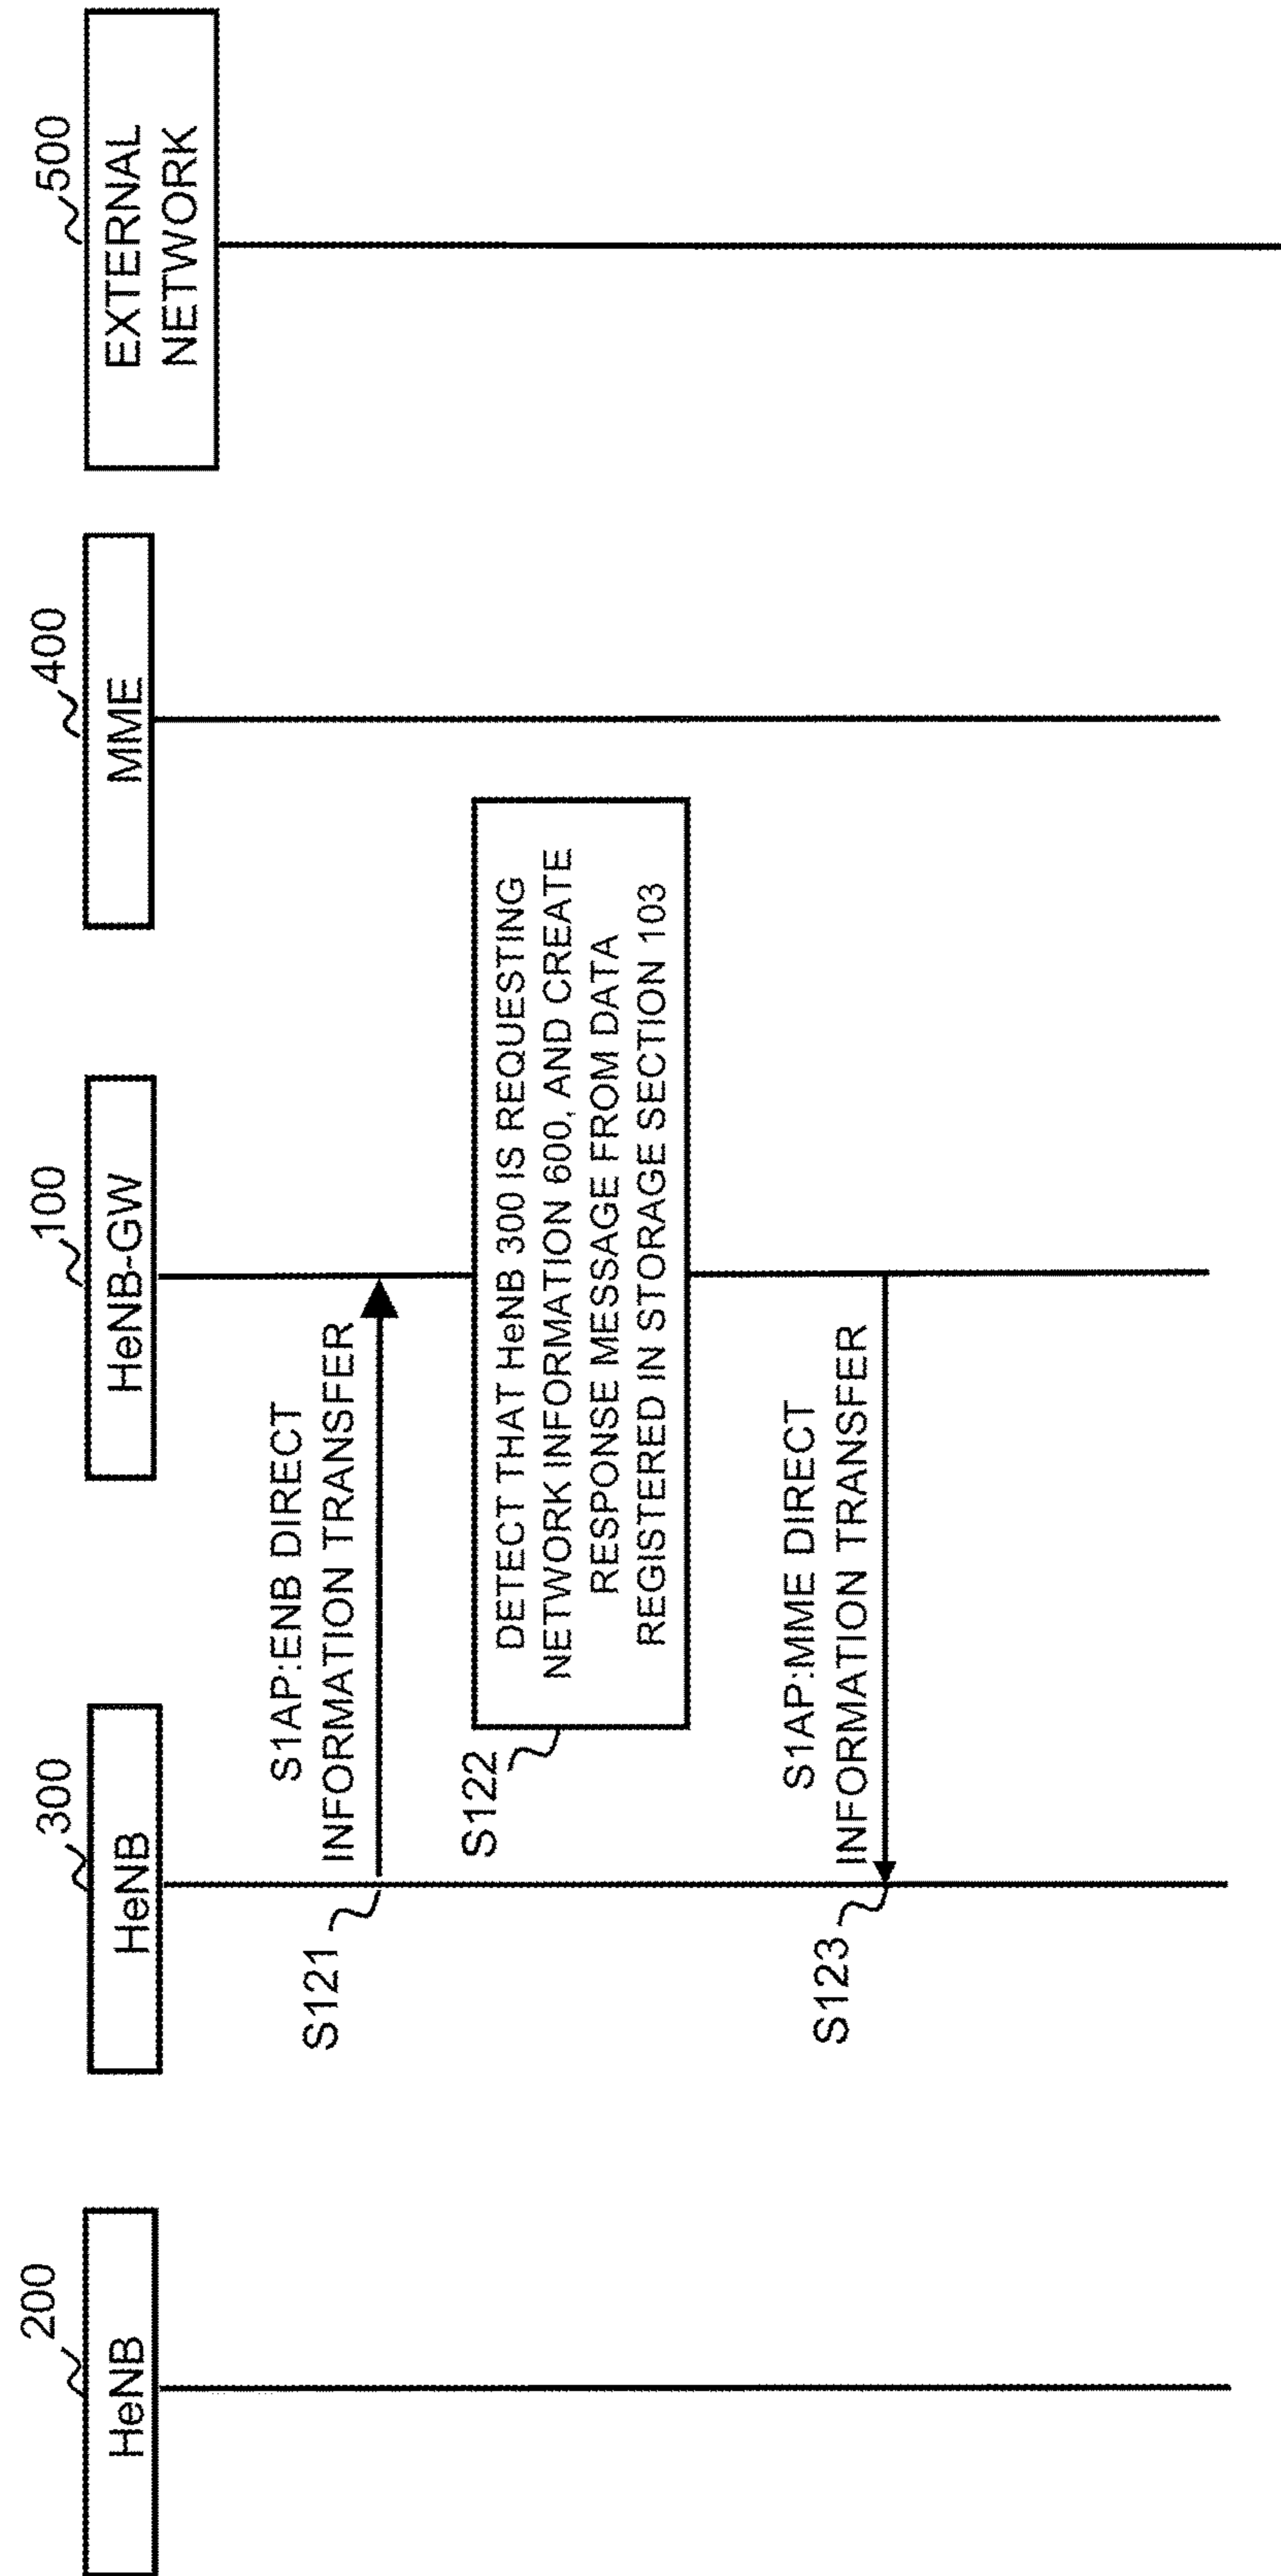 200
HeNB
300
HeNB
100
HeNB-GW
400
MME
500
EXTERNAL
NETWORK
S121
S1AP:ENB DIRECT
INFORMATION TRANSFER
S122
DETECT THAT HeNB 300 IS REQUESTING
NETWORK INFORMATION 600, AND CREATE
RESPONSE MESSAGE FROM DATA
REGISTERED IN STORAGE SECTION 103
S123
S1AP:MME DIRECT
INFORMATION TRANSFER